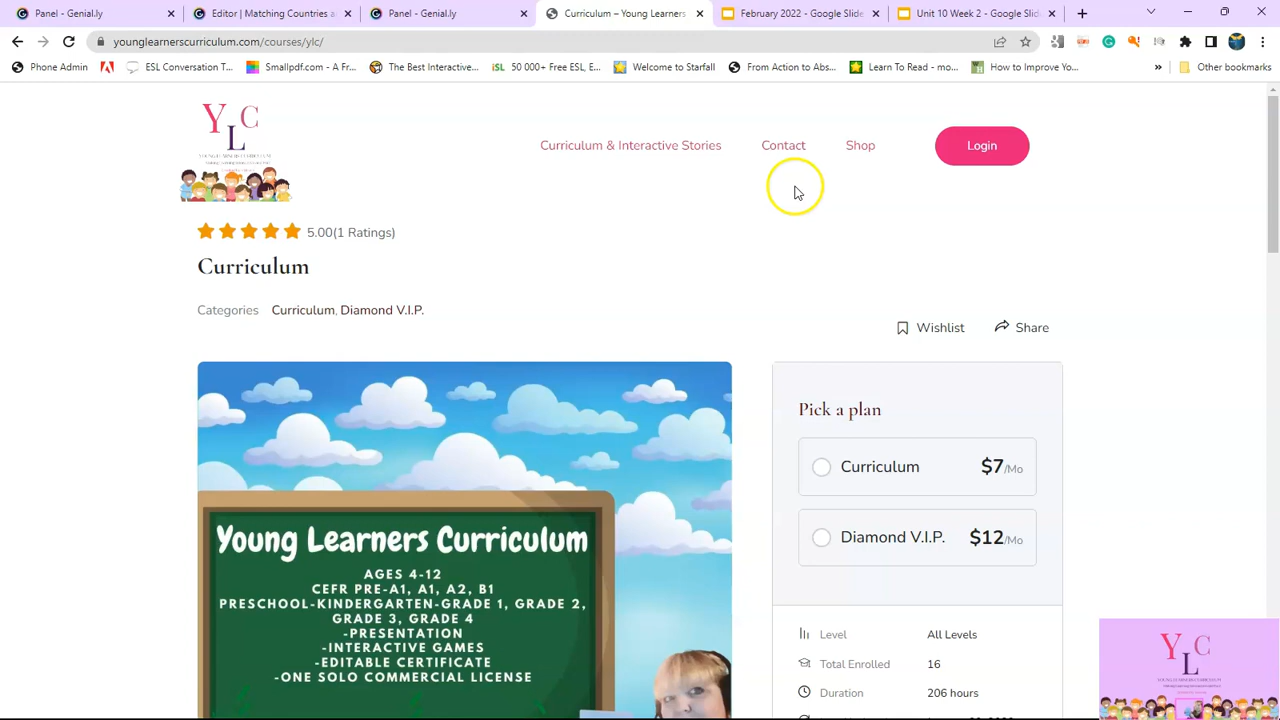 Panel - Genial.ly
Editor | Matching Countries a
Panel - Genial.ly
Curriculum – Young Learners
February 2022 - Google Slide
Unit 10 Week 2 - Google Slid
younglearnerscurriculum.com/courses/ylc/
Phone Admin
ESL Conversation T...
Smallpdf.com - A Fr...
The Best Interactive...
iSL 50 000+ Free ESL, E...
Welcome to Starfall
From Action to Abs...
Learn To Read - mor...
How to Improve Yo...
»
Other bookmarks
Y L C
Curriculum & Interactive Stories
Contact
Shop
Login
5.00(1 Ratings)
Curriculum
Categories Curriculum, Diamond V.I.P.
Wishlist
Share
Pick a plan
Curriculum $7/Mo
Diamond V.I.P. $12/Mo
Level All Levels
Total Enrolled 16
Duration 206 hours
Young Learners Curriculum
AGES 4-12
CEFR PRE-A1, A1, A2, B1
PRESCHOOL-KINDERGARTEN-GRADE 1, GRADE 2,
GRADE 3, GRADE 4
-PRESENTATION
-INTERACTIVE GAMES
-EDITABLE CERTIFICATE
-ONE SOLO COMMERCIAL LICENSE
Y L C